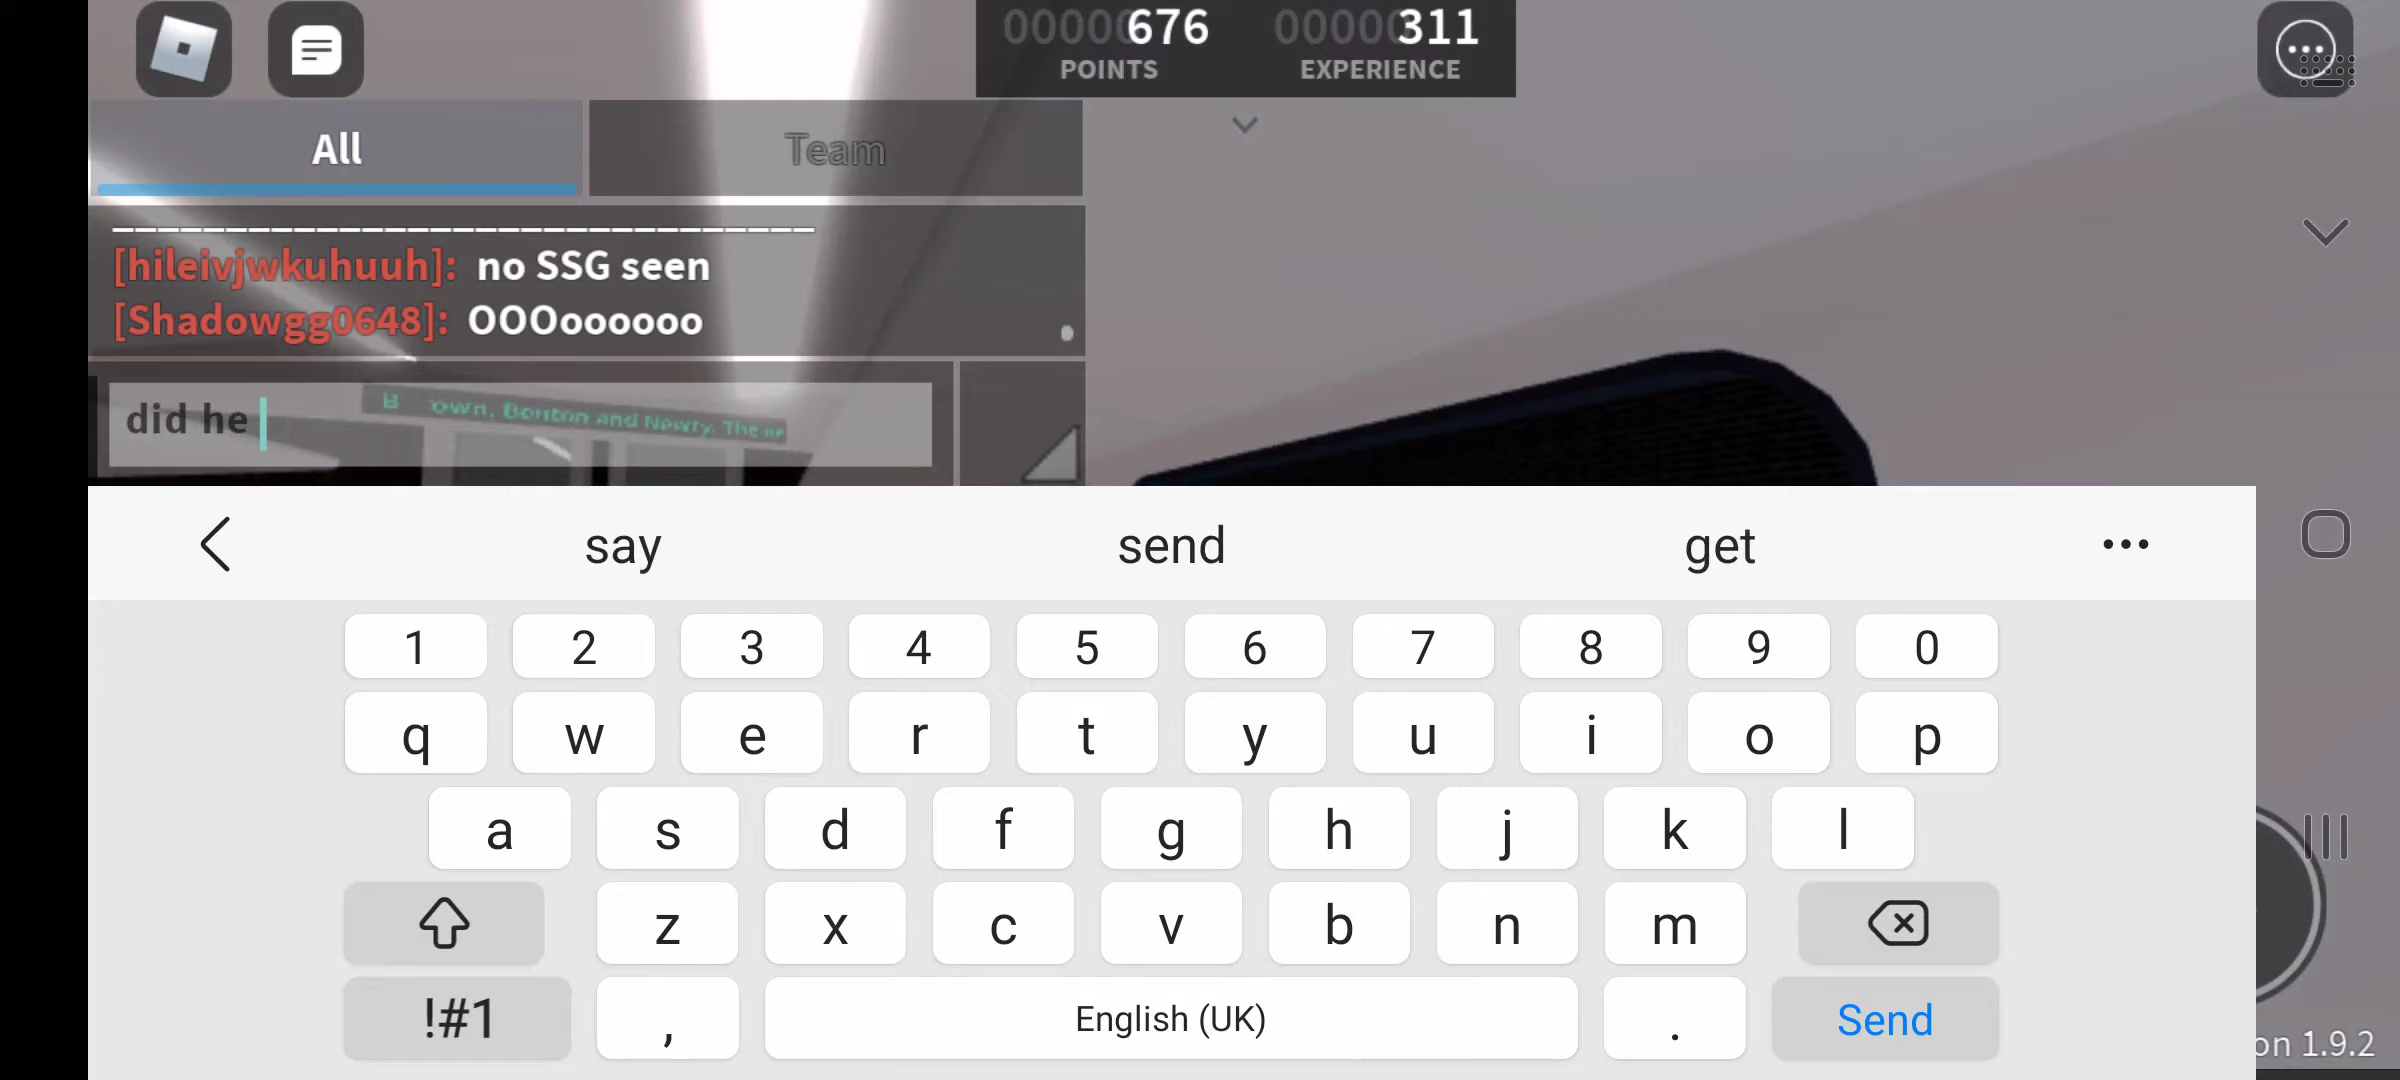 00000676
POINTS
00000311
EXPERIENCE
All
Team
[hileivjwkuhuuh]: no SSG seen
[Shadowgg0648]: OOOoooooo
did he
own, Benton and Newry. The
say
send
get
1 2 3 4 5 6 7 8 9 0
q w e r t y u i o p
a s d f g h j k l
z x c v b n m
!#1 , English (UK) . Send
on 1.9.2